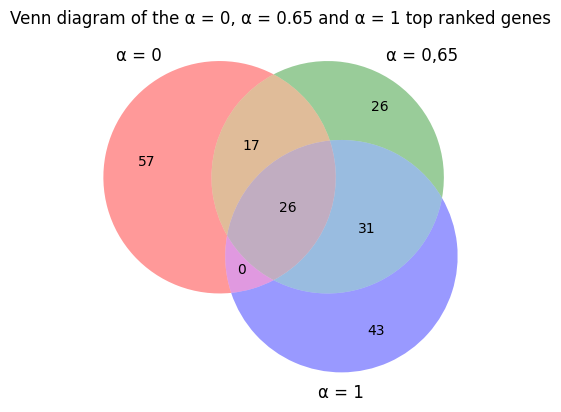 Venn diagram of the α = 0, α = 0.65 and α = 1 top ranked genes
α = 0
α = 0,65
26
17
57
26
31
0
43
α = 1